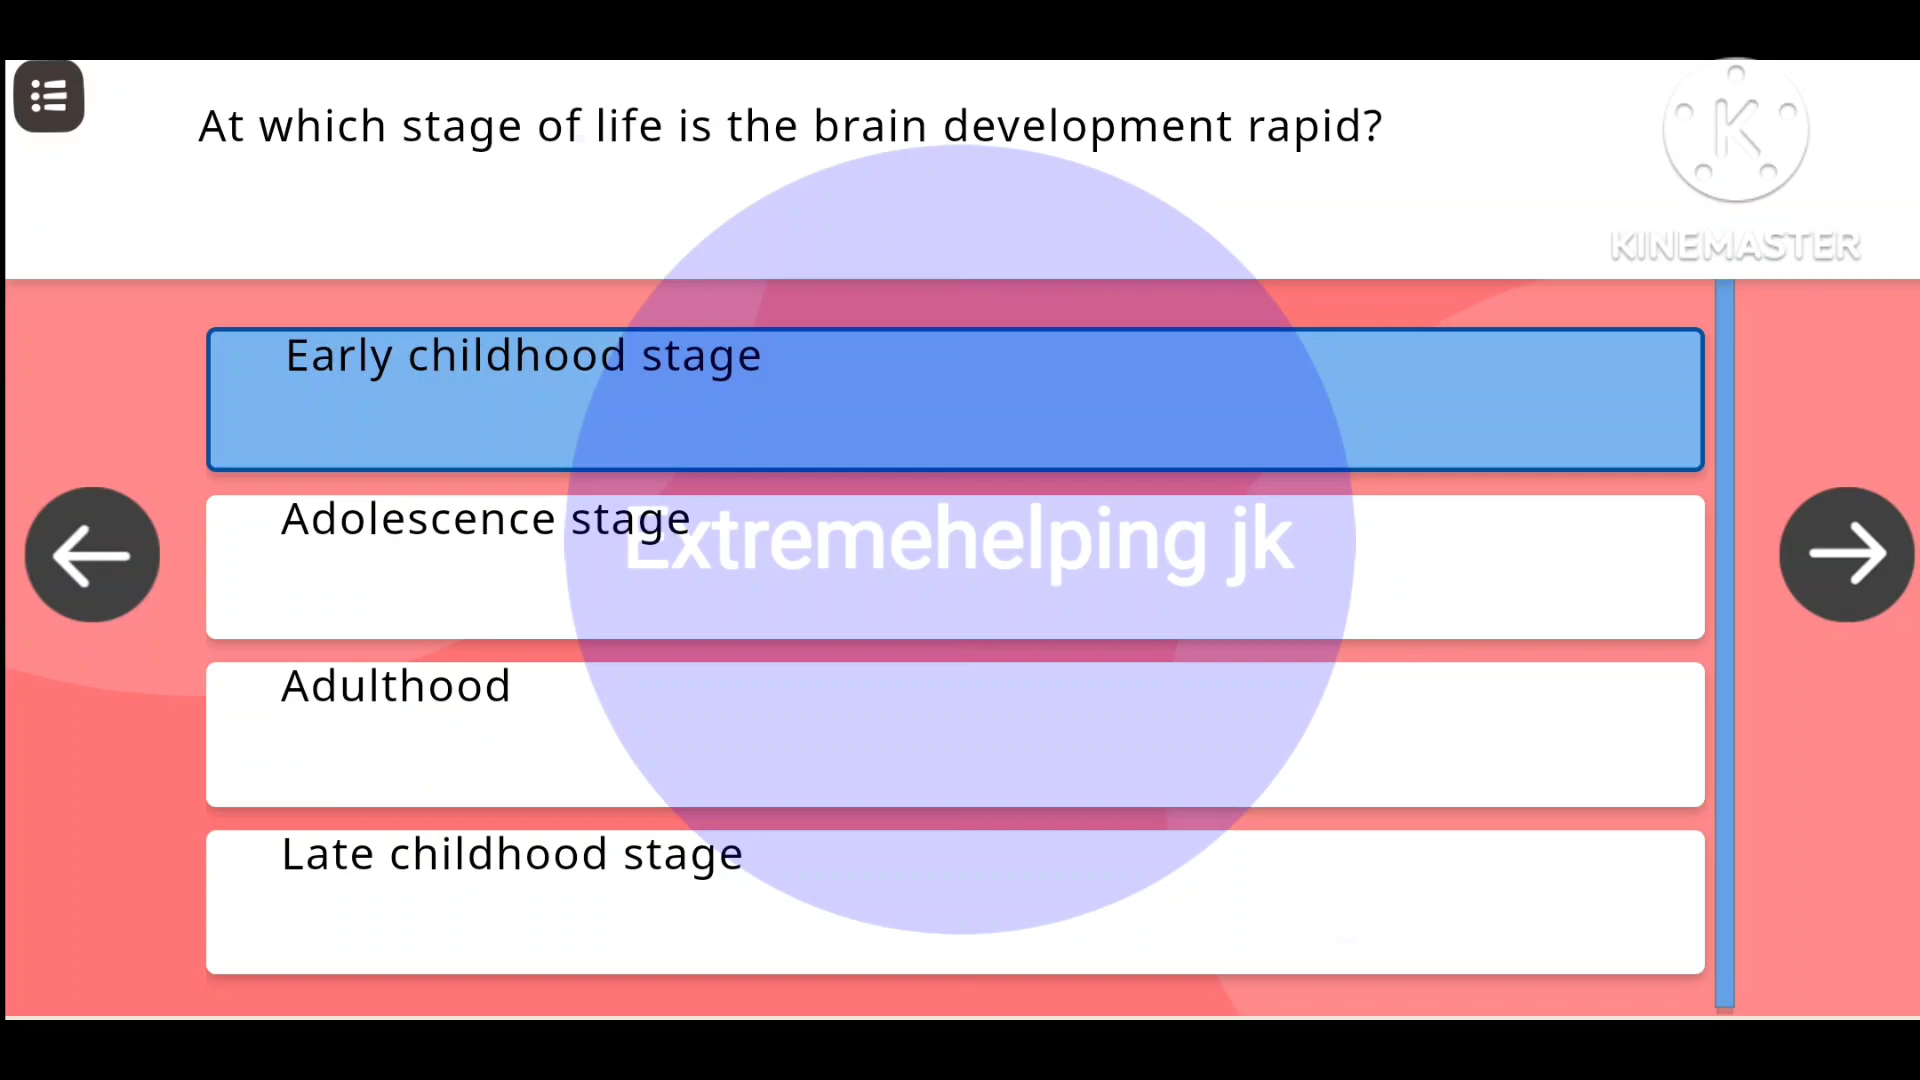 At which stage of life is the brain development rapid?
K
KINEMASTER
Early childhood stage
Adolescence stage
Extremehelping jk
Adulthood
Late childhood stage